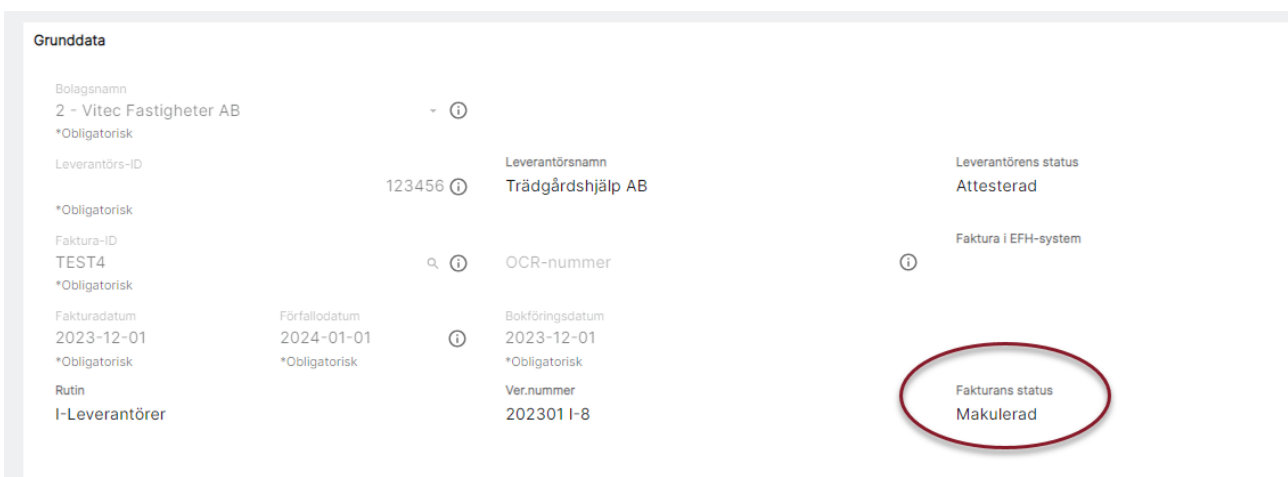 Grunddata
Bolagsnamn
2 - Vitec Fastigheter AB
*Obligatorisk
Leverantörs-ID Leverantörsnamn Leverantörens status
123456 Trädgårdshjälp AB Attesterad
*Obligatorisk
Faktura-ID Faktura i EFH-system
TEST4 OCR-nummer
*Obligatorisk
Fakturadatum Förfallodatum Bokföringsdatum
2023-12-01 2024-01-01 2023-12-01
*Obligatorisk *Obligatorisk *Obligatorisk
Rutin Ver.nummer Fakturans status
I-Leverantörer 202301 I-8 Makulerad